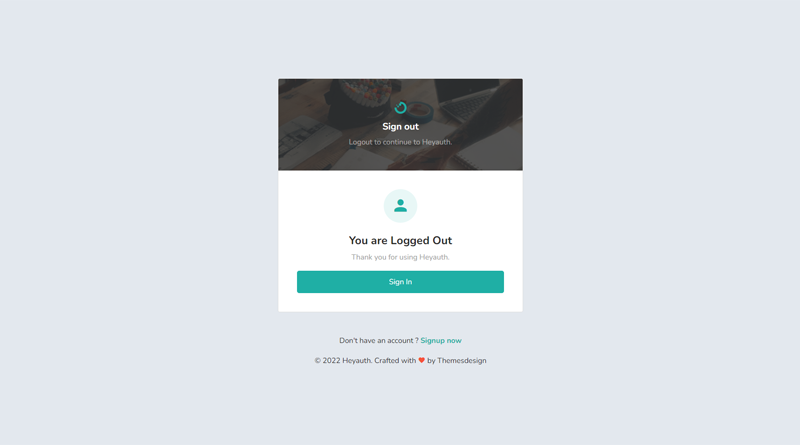 Sign out
Logout to continue to Heyauth.
You are Logged Out
Thank you for using Heyauth.
Sign In
Don't have an account ? Signup now
© 2022 Heyauth. Crafted with ❤ by Themesdesign